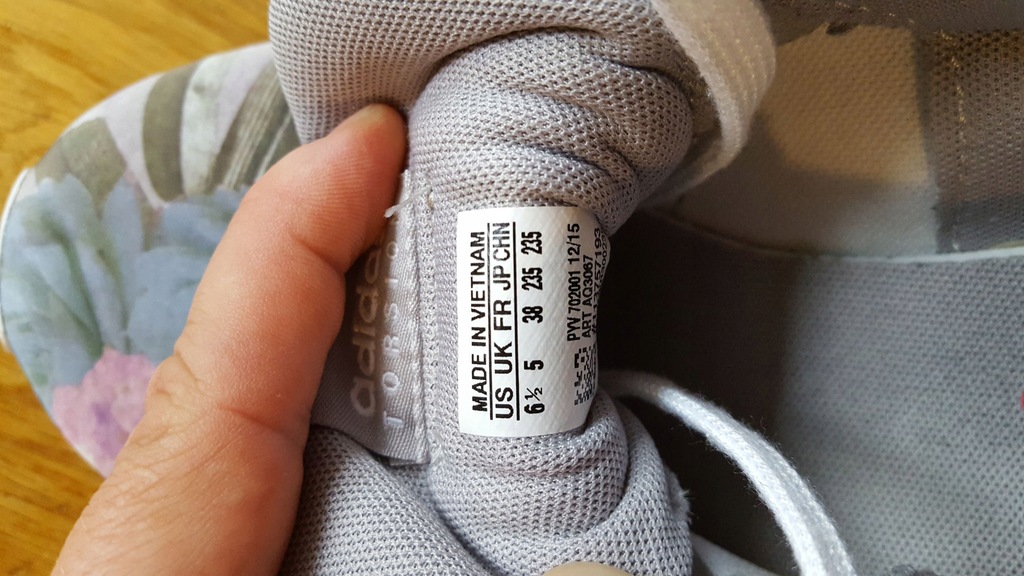 adidas
TORSION
MADE IN VIETNAM
US UK FR JP CHN
6½ 5 38 235 235
PYV 702001 12/15
ART AQ3067